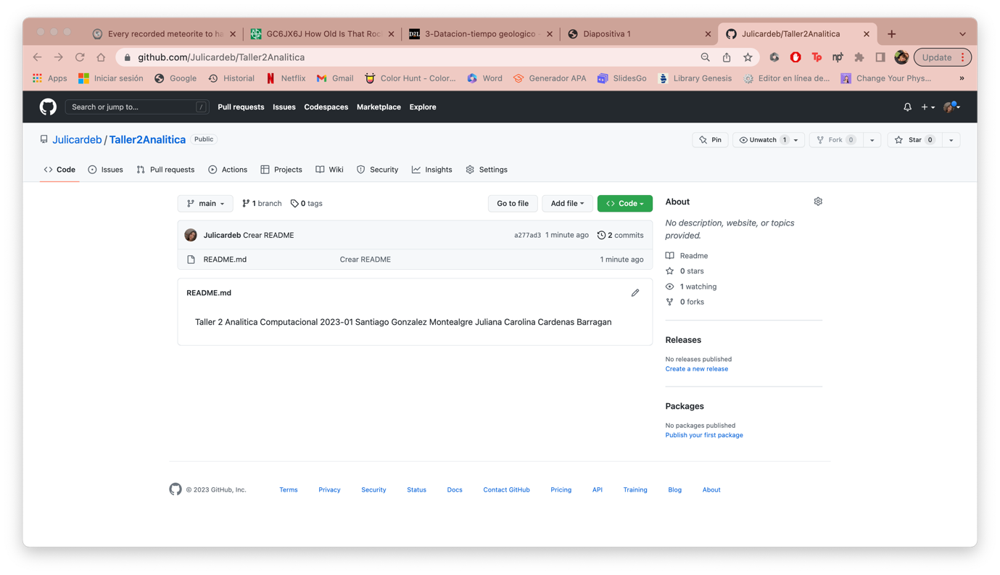 Every recorded meteorite to ha
GC6JX6J How Old Is That Roc
D2L
3-Datacion-tiempo geologico -
Diapositiva 1
Julicardeb/Taller2Analitica
github.com/Julicardeb/Taller2Analitica
Update
Apps
Iniciar sesión
Google
Historial
Netflix
Gmail
Color Hunt - Color...
Word
Generador APA
SlidesGo
Library Genesis
Editor en línea de...
Change Your Phys...
»
Search or jump to...
/
Pull requests
Issues
Codespaces
Marketplace
Explore
Julicardeb / Taller2Analitica
Public
Pin
Unwatch 1
Fork 0
Star 0
Code
Issues
Pull requests
Actions
Projects
Wiki
Security
Insights
Settings
main
1 branch
0 tags
Go to file
Add file
Code
Julicardeb Crear README
a277ad3 1 minute ago
2 commits
README.md
Crear README
1 minute ago
README.md
Taller 2 Analitica Computacional 2023-01 Santiago Gonzalez Montealgre Juliana Carolina Cardenas Barragan
About
No description, website, or topics
provided.
Readme
0 stars
1 watching
0 forks
Releases
No releases published
Create a new release
Packages
No packages published
Publish your first package
© 2023 GitHub, Inc.
Terms
Privacy
Security
Status
Docs
Contact GitHub
Pricing
API
Training
Blog
About